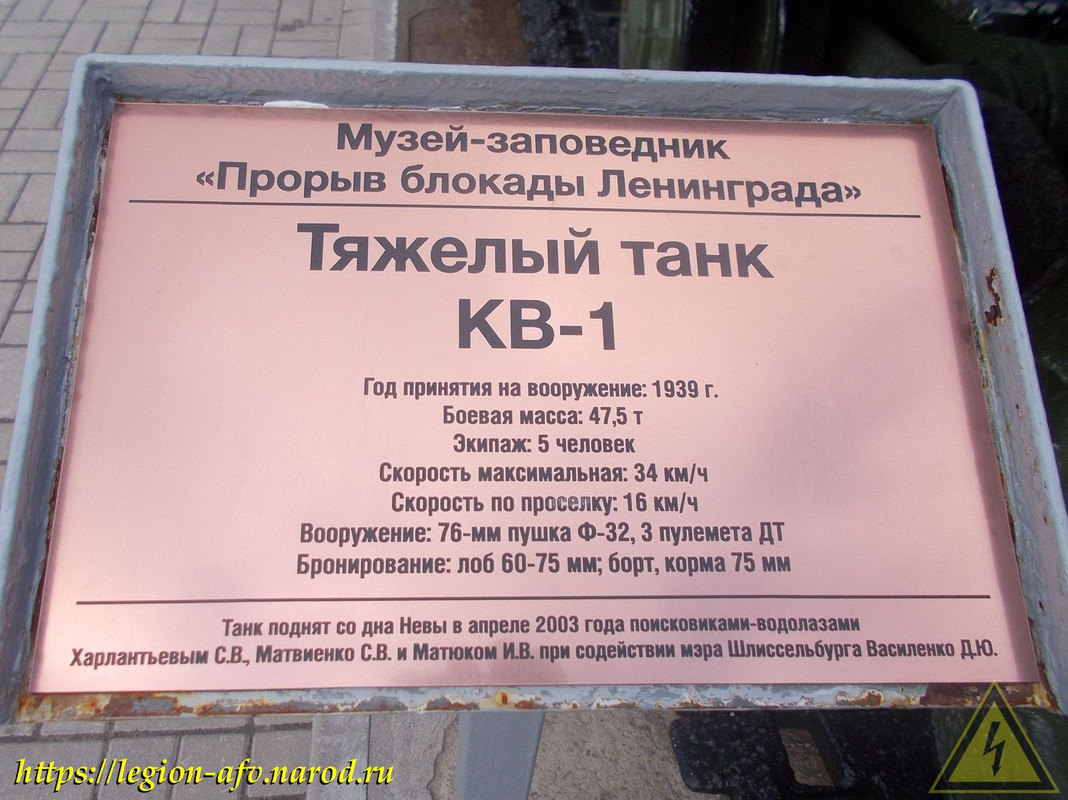 Музей-заповедник
«Прорыв блокады Ленинграда»
Тяжелый танк
КВ-1
Год принятия на вооружение: 1939 г.
Боевая масса: 47,5 т
Экипаж: 5 человек
Скорость максимальная: 34 км/ч
Скорость по проселку: 16 км/ч
Вооружение: 76-мм пушка Ф-32, 3 пулемета ДТ
Бронирование: лоб 60-75 мм; борт, корма 75 мм
Танк поднят со дна Невы в апреле 2003 года поисковиками-водолазами
Харлантьевым С.В., Матвиенко С.В. и Матюком И.В. при содействии мэра Шлиссельбурга Василенко Д.Ю.
https://legion-afv.narod.ru